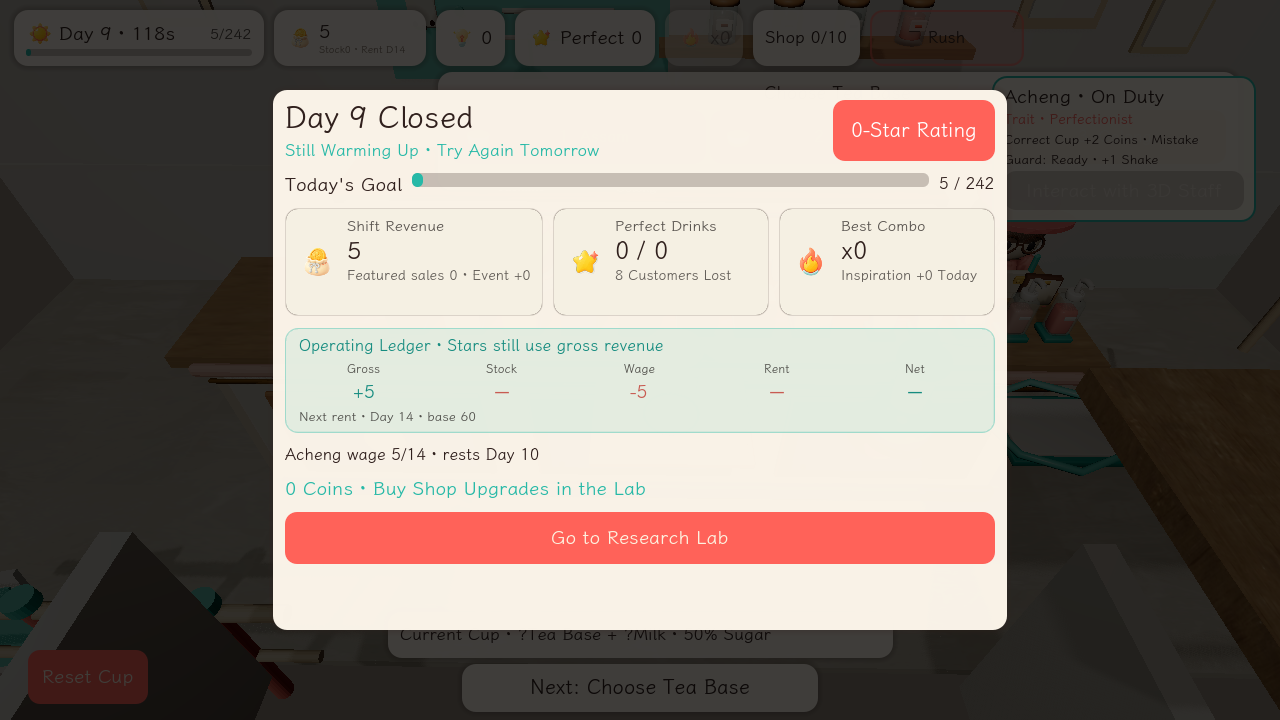 Day 9 • 118s
5/242
5
Stock0 • Rent D14
0
Perfect 0
x0
Shop 0/10
Rush
Acheng • On Duty
Trait • Perfectionist
Correct Cup +2 Coins • Mistake
Guard: Ready • +1 Shake
Interact with 3D Staff
Day 9 Closed
Still Warming Up • Try Again Tomorrow
0-Star Rating
Today's Goal
5 / 242
Shift Revenue
5
Featured sales 0 • Event +0
Perfect Drinks
0 / 0
8 Customers Lost
Best Combo
x0
Inspiration +0 Today
Operating Ledger • Stars still use gross revenue
Gross
Stock
Wage
Rent
Net
+5
—
-5
—
—
Next rent • Day 14 • base 60
Acheng wage 5/14 • rests Day 10
0 Coins • Buy Shop Upgrades in the Lab
Go to Research Lab
Current Cup • ?Tea Base + ?Milk • 50% Sugar
Reset Cup
Next: Choose Tea Base